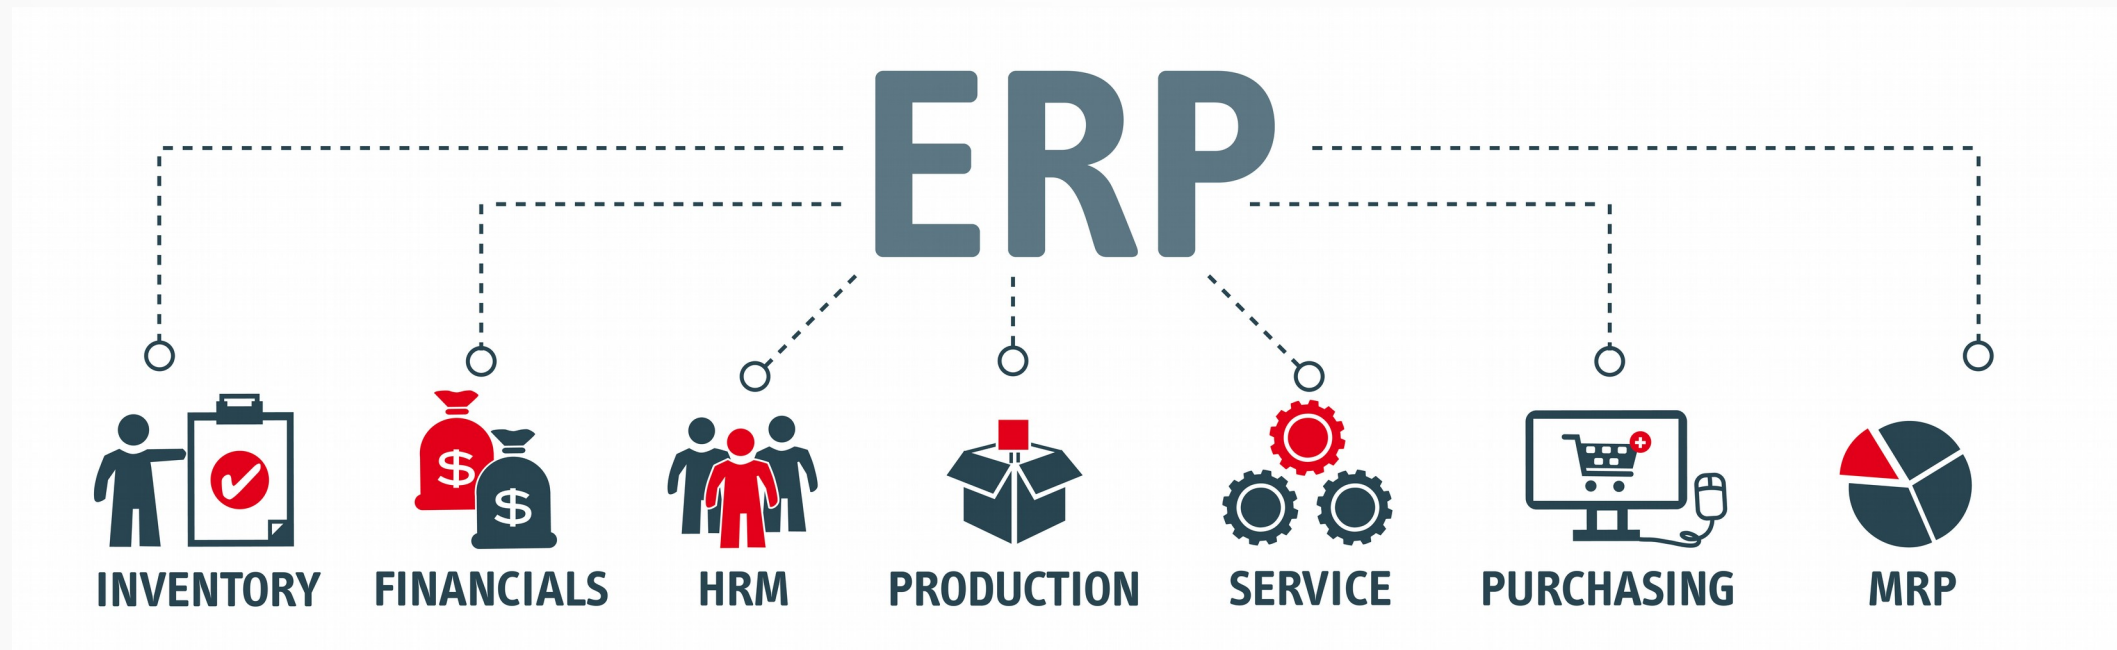 ERP
$
$
INVENTORY
FINANCIALS
HRM
PRODUCTION
SERVICE
PURCHASING
MRP